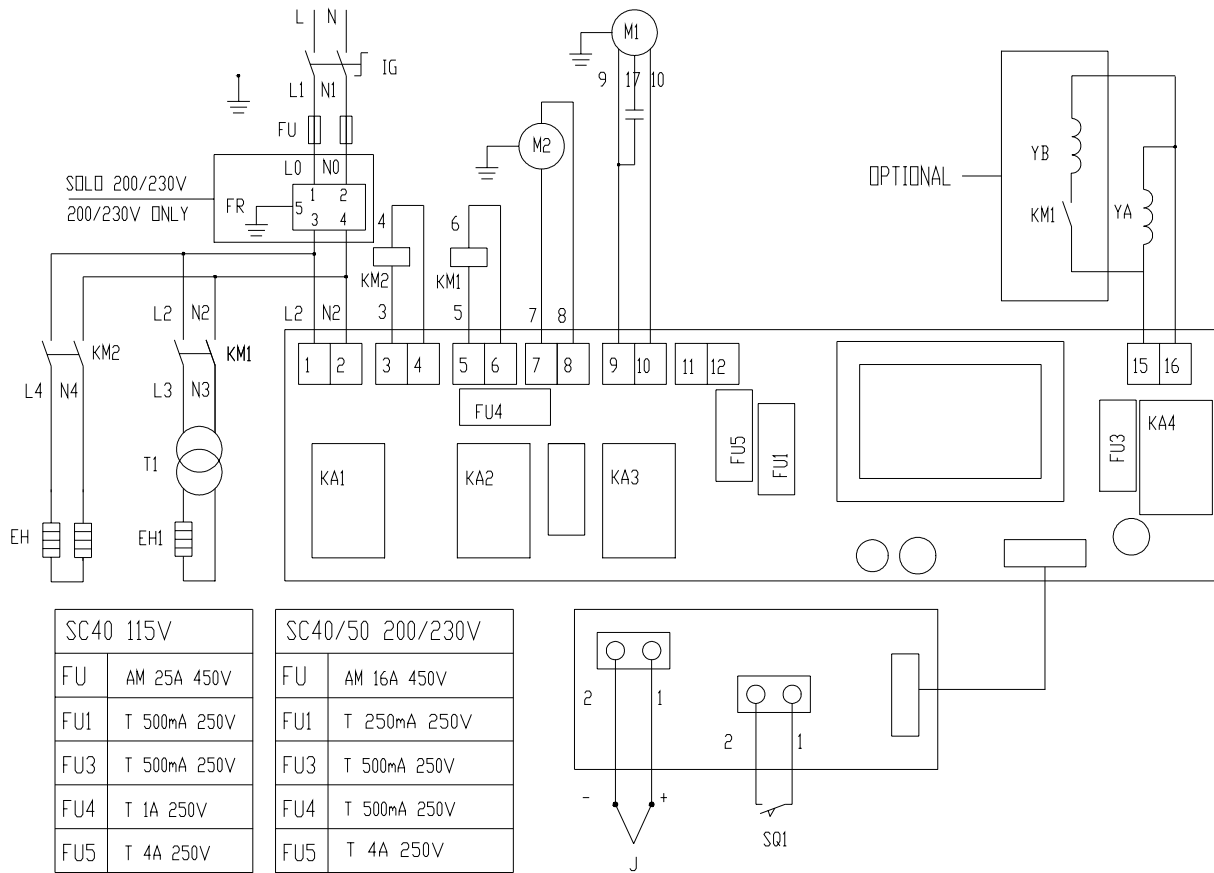 L N
M1
IG
9 17 10
L1 N1
FU
M2
YB
OPTIONAL
L0 N0
SOLO 200/230V
200/230V ONLY
1 2
FR 5
3 4
4
6
KM1 YA
KM2 KM1
L2 N2 L2 N2 3 5 7 8
KM2 KM1
1 2 3 4 5 6 7 8 9 10 11 12 15 16
L4 N4 L3 N3
FU4
FU5
FU1
FU3
KA4
T1
KA1 KA2 KA3
EH EH1
SC40 115V
FU AM 25A 450V
FU1 T 500mA 250V
FU3 T 500mA 250V
FU4 T 1A 250V
FU5 T 4A 250V
SC40/50 200/230V
FU AM 16A 450V
FU1 T 250mA 250V
FU3 T 500mA 250V
FU4 T 500mA 250V
FU5 T 4A 250V
2 1
2 1
- +
SQ1
J